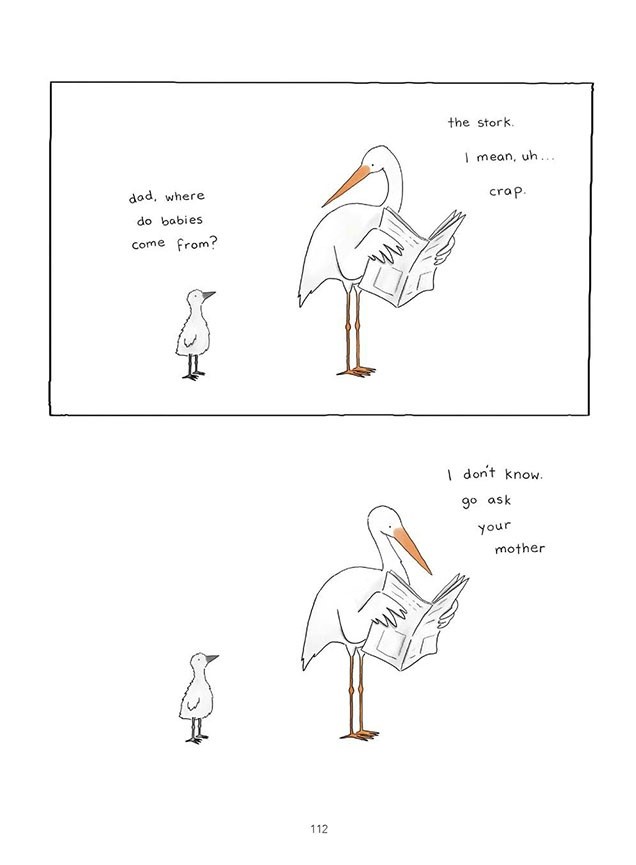 dad, where
do babies
come from?
the stork.
I mean, uh...
crap.
I don't know.
go ask
your
mother
112